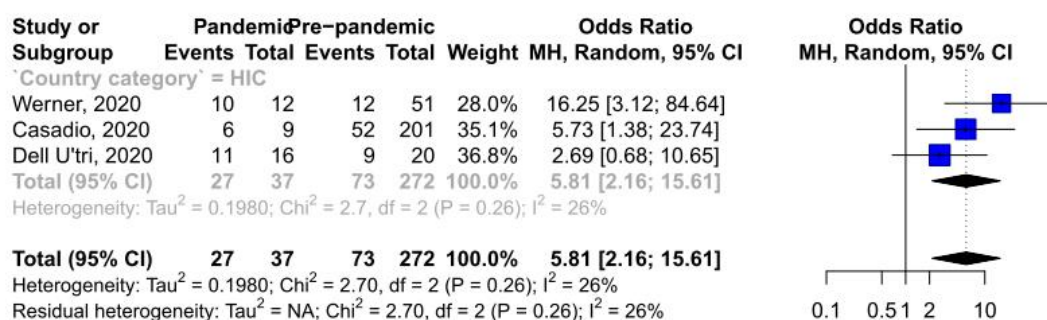 Study or Pandemic Pre-pandemic Odds Ratio Odds Ratio
Subgroup Events Total Events Total Weight MH, Random, 95% CI MH, Random, 95% CI
`Country category` = HIC
Werner, 2020 10 12 12 51 28.0% 16.25 [3.12; 84.64]
Casadio, 2020 6 9 52 201 35.1% 5.73 [1.38; 23.74]
Dell U'tri, 2020 11 16 9 20 36.8% 2.69 [0.68; 10.65]
Total (95% CI) 27 37 73 272 100.0% 5.81 [2.16; 15.61]
Heterogeneity: Tau² = 0.1980; Chi² = 2.7, df = 2 (P = 0.26); I² = 26%
Total (95% CI) 27 37 73 272 100.0% 5.81 [2.16; 15.61]
Heterogeneity: Tau² = 0.1980; Chi² = 2.70, df = 2 (P = 0.26); I² = 26%
Residual heterogeneity: Tau² = NA; Chi² = 2.70, df = 2 (P = 0.26); I² = 26%
0.1 0.5 1 2 10